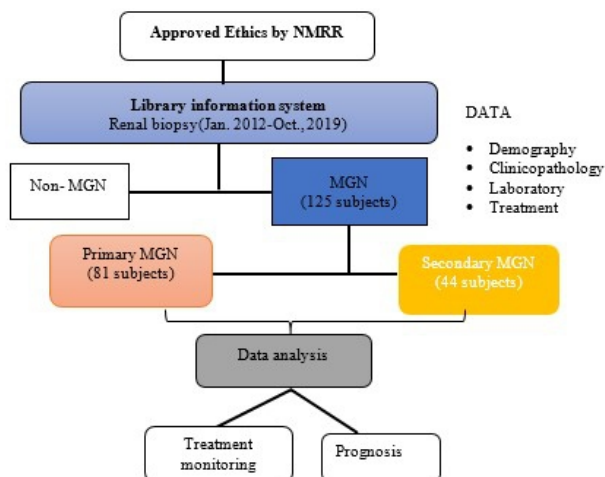 Approved Ethics by NMRR
Library information system
Renal biopsy(Jan. 2012-Oct., 2019)
DATA
• Demography
• Clinicopathology
• Laboratory
• Treatment
Non- MGN
MGN
(125 subjects)
Primary MGN
(81 subjects)
Secondary MGN
(44 subjects)
Data analysis
Treatment
monitoring
Prognosis